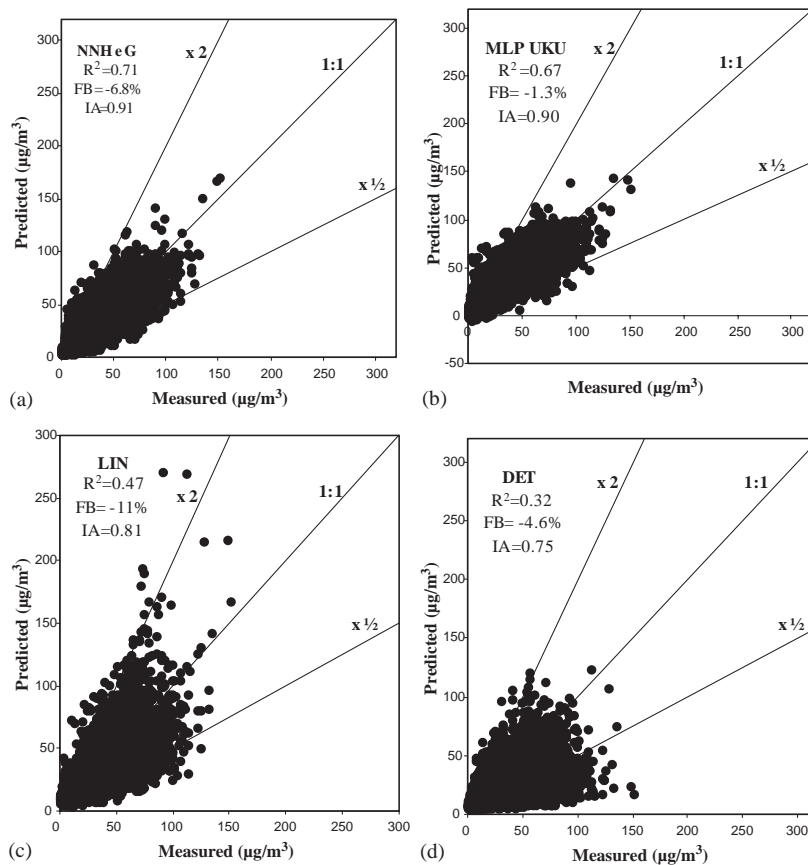 NNHeG
R²=0.71
FB= -6.8%
IA=0.91
x 2
1:1
x ½
Predicted (µg/m³)
300
250
200
150
100
50
0
0 50 100 150 200 250 300
Measured (µg/m³)
(a)
MLP UKU
R²=0.67
FB= -1.3%
IA=0.90
x 2
1:1
x ½
Predicted (µg/m³)
300
250
200
150
100
50
0
-50
0 50 100 150 200 250 300
Measured (µg/m³)
(b)
LIN
R²=0.47
FB= -11%
IA=0.81
x 2
1:1
x ½
Predicted (µg/m³)
300
250
200
150
100
50
0
0 50 100 150 200 250 300
Measured (µg/m³)
(c)
DET
R²=0.32
FB= -4.6%
IA=0.75
x 2
1:1
x ½
Predicted (µg/m³)
300
250
200
150
100
50
0
0 50 100 150 200 250 300
Measured (µg/m³)
(d)